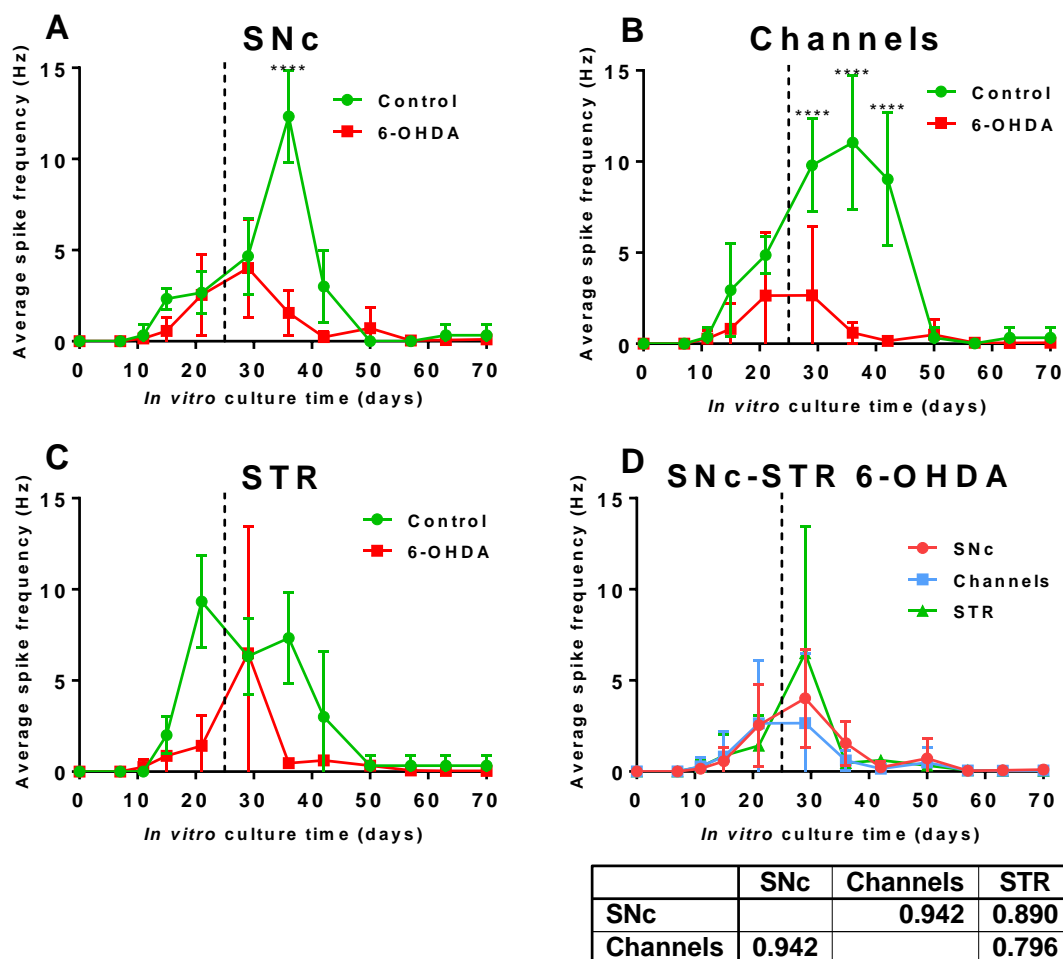 A
SNc
Average spike frequency (Hz)
15
10
5
0
****
Control
6-OHDA
0 10 20 30 40 50 60 70
In vitro culture time (days)
B
Channels
Average spike frequency (Hz)
15
10
5
0
**** **** ****
Control
6-OHDA
0 10 20 30 40 50 60 70
In vitro culture time (days)
C
STR
Average spike frequency (Hz)
15
10
5
0
Control
6-OHDA
0 10 20 30 40 50 60 70
In vitro culture time (days)
D
SNc-STR 6-OHDA
Average spike frequency (Hz)
15
10
5
0
SNc
Channels
STR
0 10 20 30 40 50 60 70
In vitro culture time (days)
SNc Channels STR
SNc 0.942 0.890
Channels 0.942 0.796